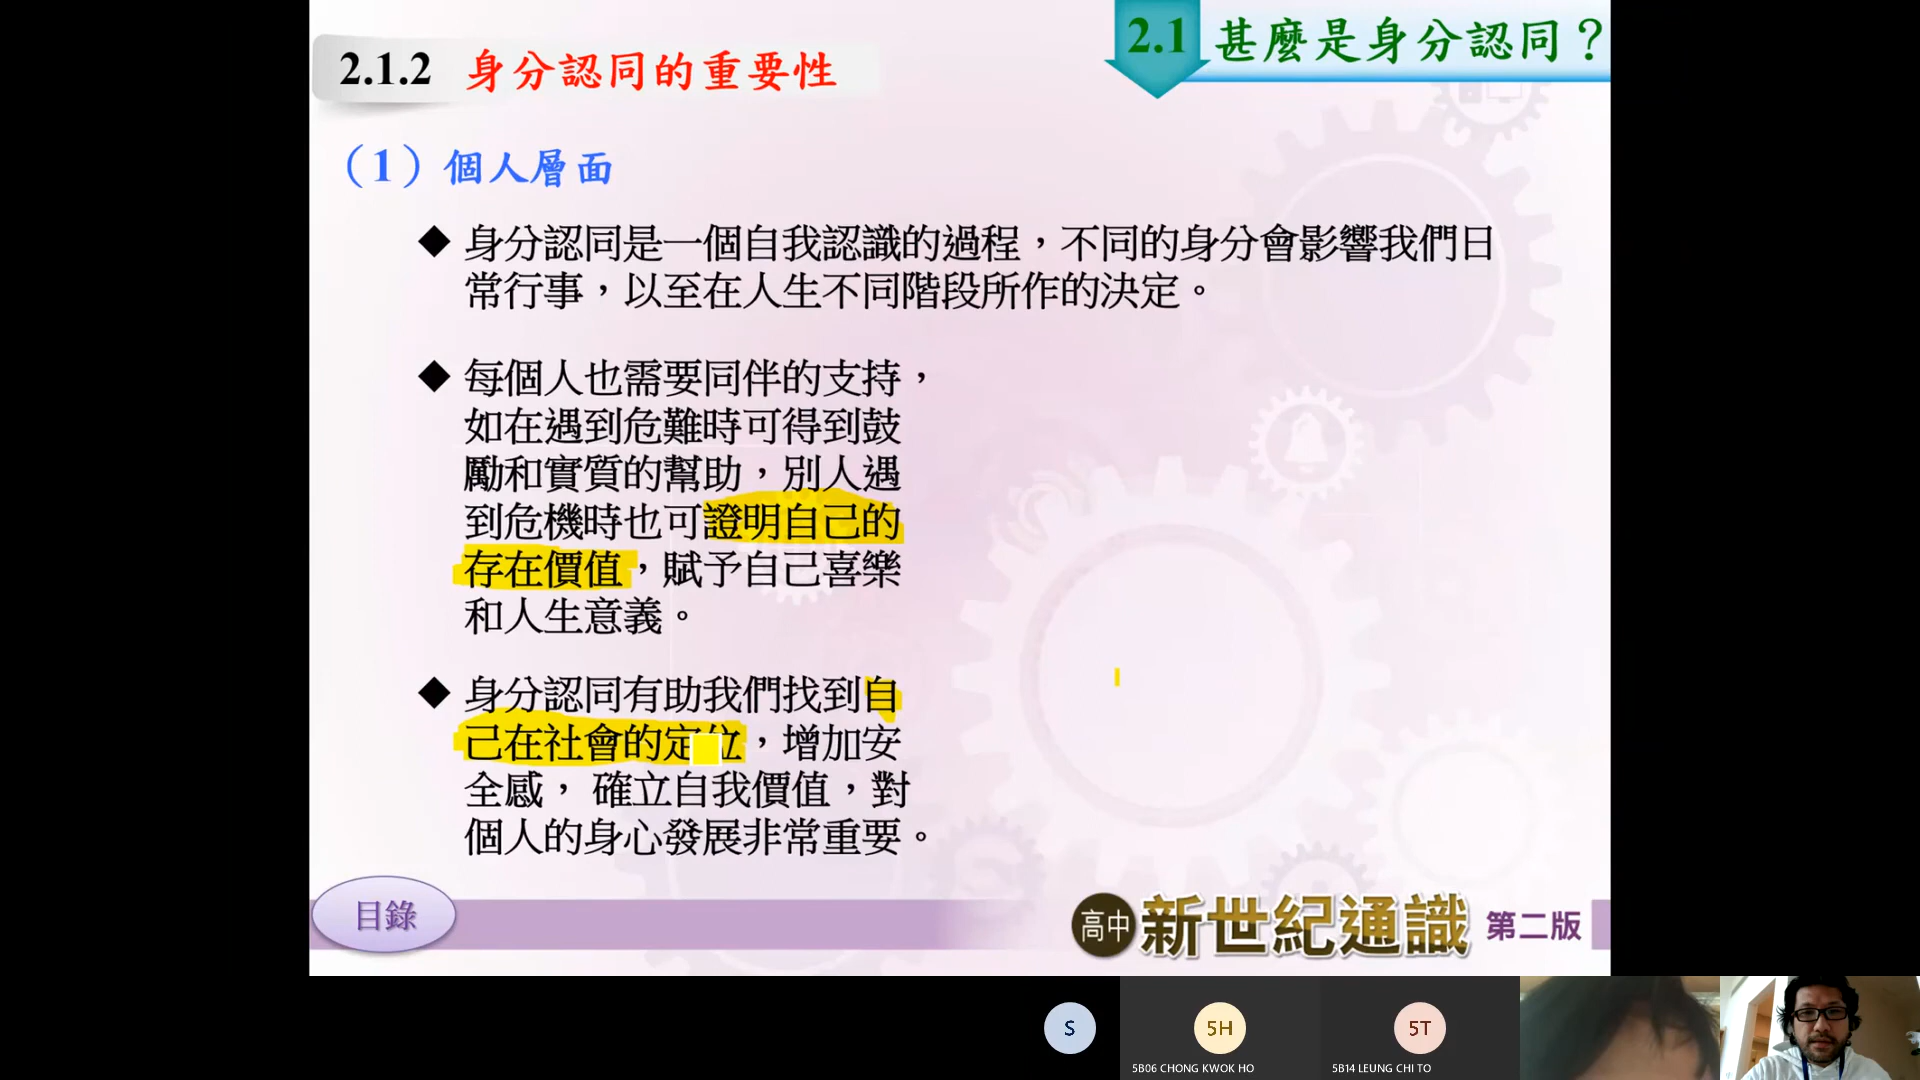 2.1 甚麼是身分認同？
2.1.2 身分認同的重要性
（1）個人層面
◆ 身分認同是一個自我認識的過程，不同的身分會影響我們日
常行事，以至在人生不同階段所作的決定。
◆ 每個人也需要同伴的支持，
如在遇到危難時可得到鼓
勵和實質的幫助，別人遇
到危機時也可證明自己的
存在價值，賦予自己喜樂
和人生意義。
◆ 身分認同有助我們找到自
己在社會的定位，增加安
全感， 確立自我價值，對
個人的身心發展非常重要。
目錄
高中 新世紀通識 第二版
S
5H
5T
5B06 CHONG KWOK HO
5B14 LEUNG CHI TO